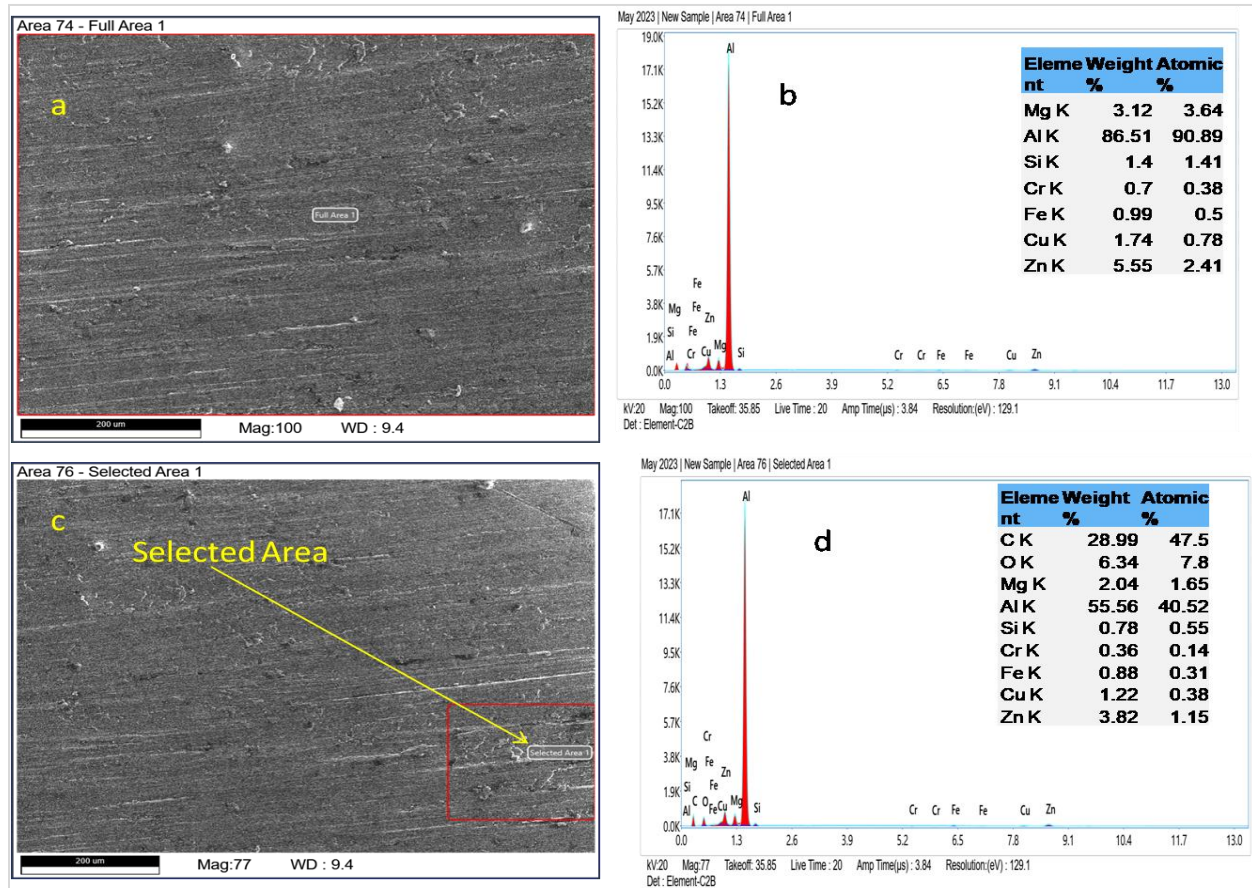 Area 74 - Full Area 1
a
Full Area 1
200 um Mag:100 WD : 9.4
May 2023 | New Sample | Area 74 | Full Area 1
19.0K
17.1K
15.2K
13.3K
11.4K
9.5K
7.6K
5.7K
3.8K
1.9K
0.0K
Al
b
Fe
Mg Fe
Zn
Si Fe
Al Cr Cu Mg Si Cr Cr Fe Fe Cu Zn
0.0 1.3 2.6 3.9 5.2 6.5 7.8 9.1 10.4 11.7 13.0
Eleme Weight Atomic
nt % %
Mg K 3.12 3.64
Al K 86.51 90.89
Si K 1.4 1.41
Cr K 0.7 0.38
Fe K 0.99 0.5
Cu K 1.74 0.78
Zn K 5.55 2.41
kV:20 Mag:100 Takeoff: 35.85 Live Time : 20 Amp Time(µs) : 3.84 Resolution:(eV) : 129.1
Det : Element-C2B
Area 76 - Selected Area 1
c
Selected Area
Selected Area 1
200 um Mag:77 WD : 9.4
May 2023 | New Sample | Area 76 | Selected Area 1
17.1K
15.2K
13.3K
11.4K
9.5K
7.6K
5.7K
3.8K
1.9K
0.0K
Al
d
Cr
Mg Fe
Zn
Si Fe
C O Mg
Al Fe Cu Si Cr Cr Fe Fe Cu Zn
0.0 1.3 2.6 3.9 5.2 6.5 7.8 9.1 10.4 11.7 13.0
Eleme Weight Atomic
nt % %
C K 28.99 47.5
O K 6.34 7.8
Mg K 2.04 1.65
Al K 55.56 40.52
Si K 0.78 0.55
Cr K 0.36 0.14
Fe K 0.88 0.31
Cu K 1.22 0.38
Zn K 3.82 1.15
kV:20 Mag:77 Takeoff: 35.85 Live Time : 20 Amp Time(µs) : 3.84 Resolution:(eV) : 129.1
Det : Element-C2B